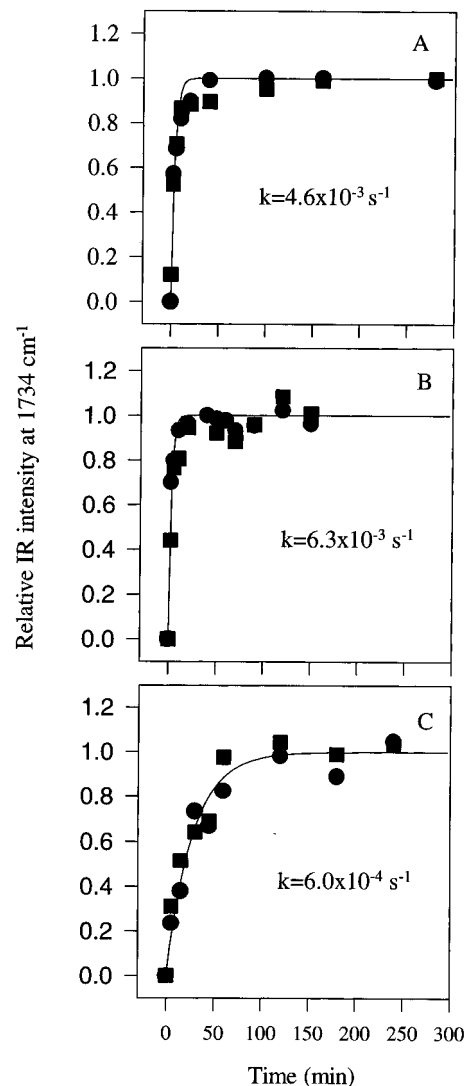 Relative IR intensity at 1734 cm⁻¹
A
1.2
1.0
0.8
0.6
0.4
0.2
0.0
k=4.6x10⁻³ s⁻¹
B
1.2
1.0
0.8
0.6
0.4
0.2
0.0
k=6.3x10⁻³ s⁻¹
C
1.2
1.0
0.8
0.6
0.4
0.2
0.0
k=6.0x10⁻⁴ s⁻¹
0 50 100 150 200 250 300
Time (min)